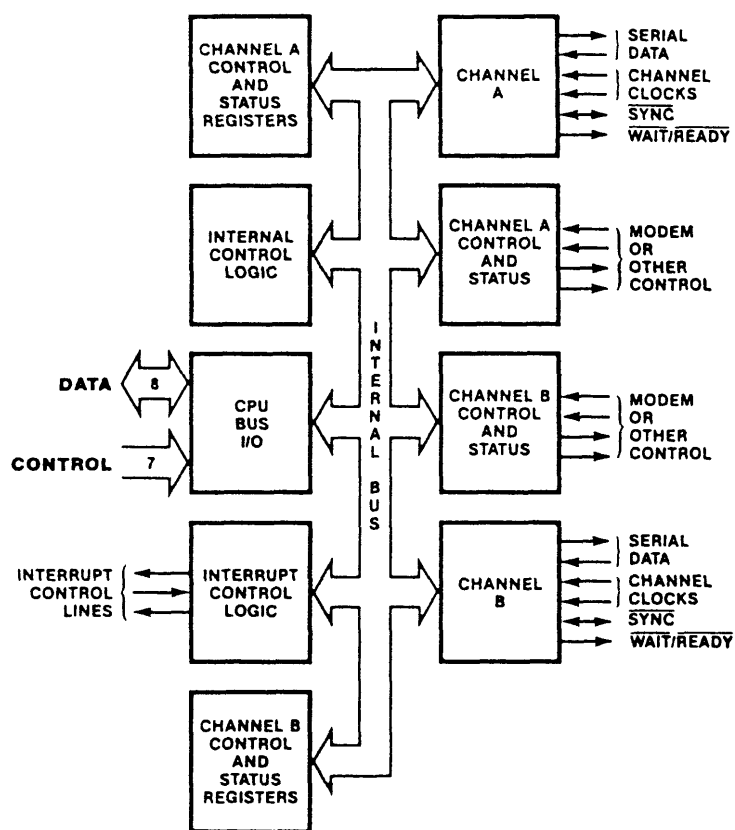 CHANNEL A
CONTROL
AND
STATUS
REGISTERS
CHANNEL
A
SERIAL
DATA
CHANNEL
CLOCKS
SYNC
WAIT/READY
INTERNAL
CONTROL
LOGIC
CHANNEL A
CONTROL
AND
STATUS
MODEM
OR
OTHER
CONTROL
DATA
8
CONTROL
7
CPU
BUS
I/O
INTERNAL BUS
CHANNEL B
CONTROL
AND
STATUS
MODEM
OR
OTHER
CONTROL
INTERRUPT
CONTROL
LINES
INTERRUPT
CONTROL
LOGIC
CHANNEL
B
SERIAL
DATA
CHANNEL
CLOCKS
SYNC
WAIT/READY
CHANNEL B
CONTROL
AND
STATUS
REGISTERS